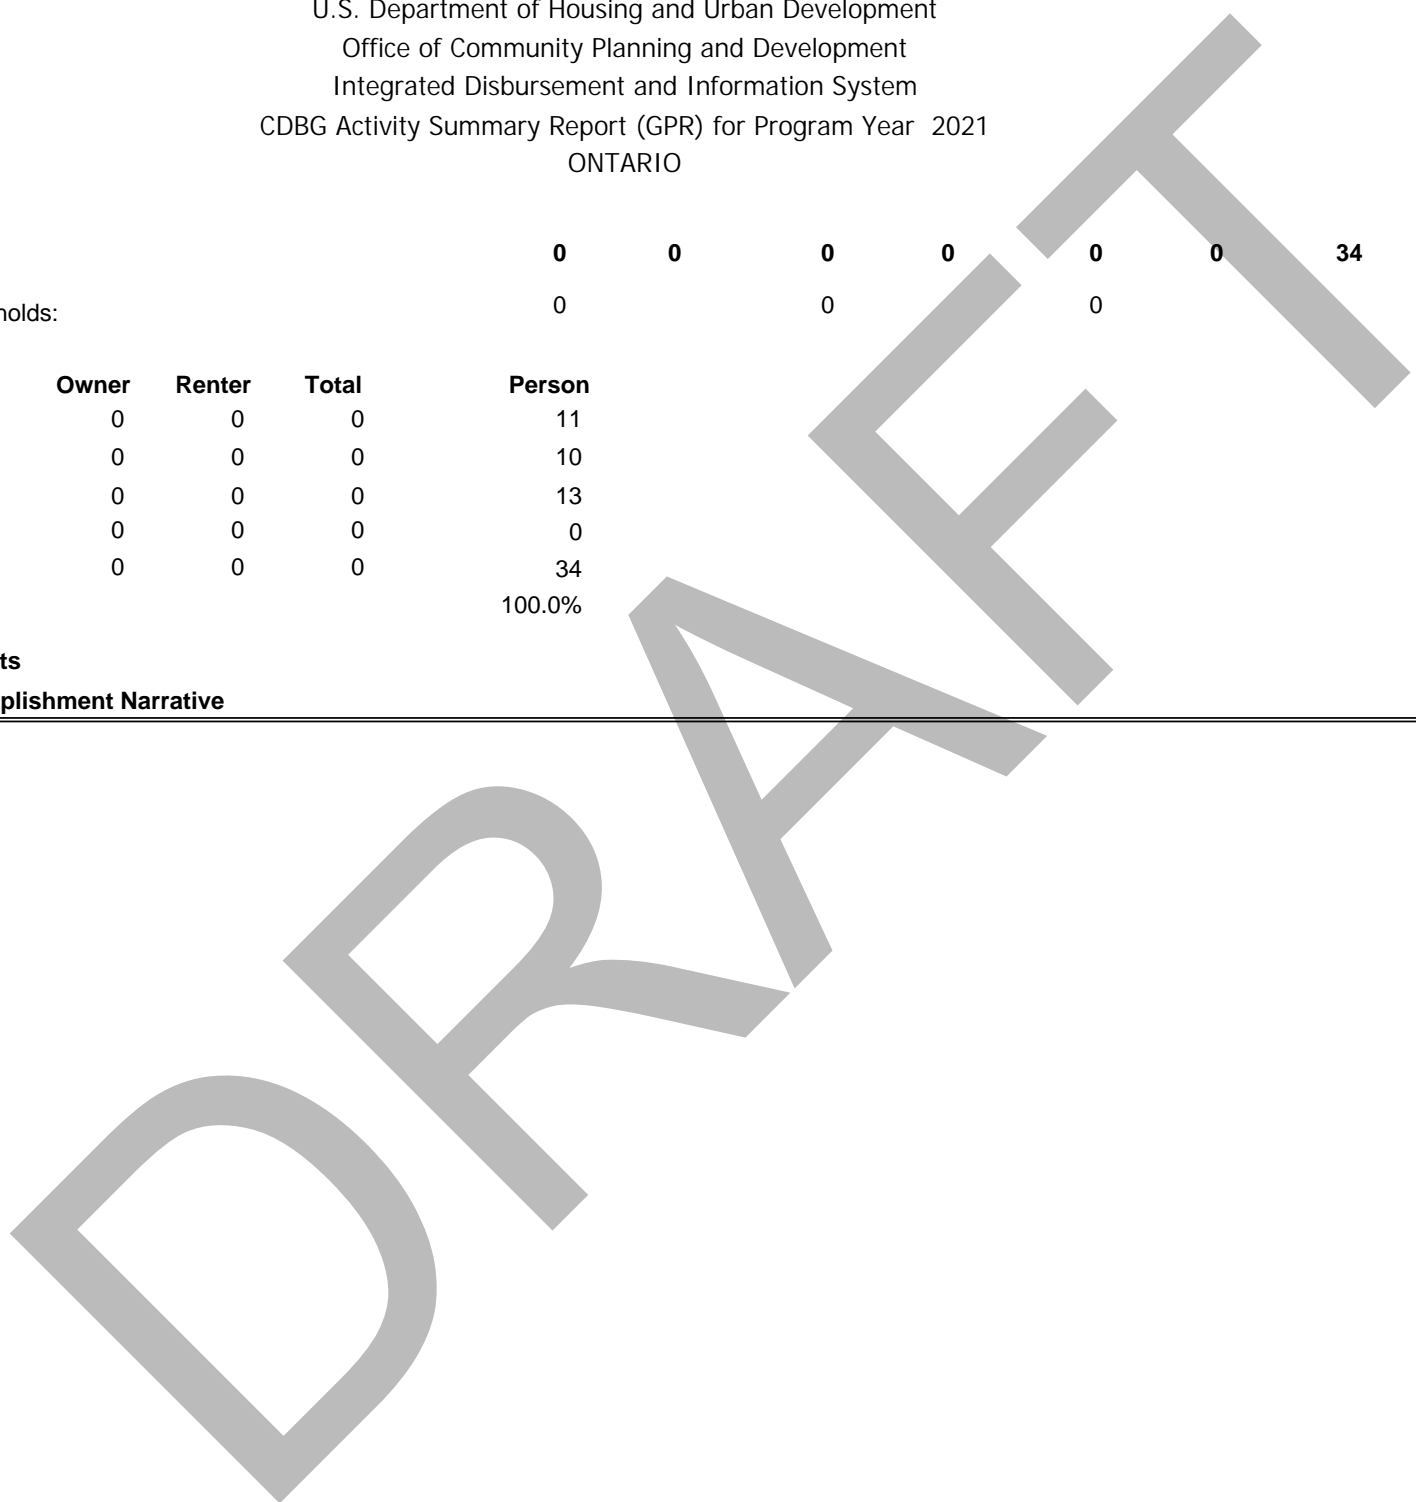 U.S. Department of Housing and Urban Development
Office of Community Planning and Development
Integrated Disbursement and Information System
CDBG Activity Summary Report (GPR) for Program Year 2021
ONTARIO
0 0 0 0 0 0 34
holds: 0 0 0
Owner Renter Total Person
0 0 0 11
0 0 0 10
0 0 0 13
0 0 0 0
0 0 0 34
100.0%
ts
plishment Narrative
DRAFT